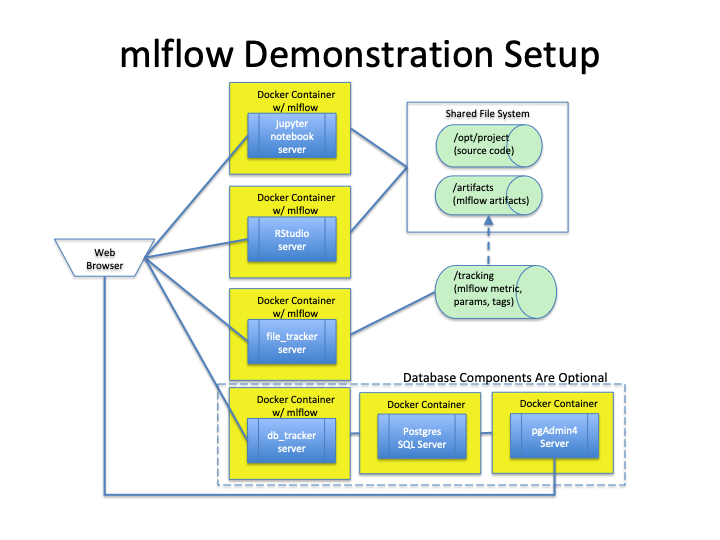 mlflow Demonstration Setup
Docker Container
w/ mlflow
jupyter
notebook
server
Shared File System
/opt/project
(source code)
/artifacts
(mlflow artifacts)
Docker Container
w/ mlflow
RStudio
server
Web
Browser
/tracking
(mlflow metric,
params, tags)
Docker Container
w/ mlflow
file_tracker
server
Database Components Are Optional
Docker Container
w/ mlflow
db_tracker
server
Docker Container
Postgres
SQL Server
Docker Container
pgAdmin4
Server